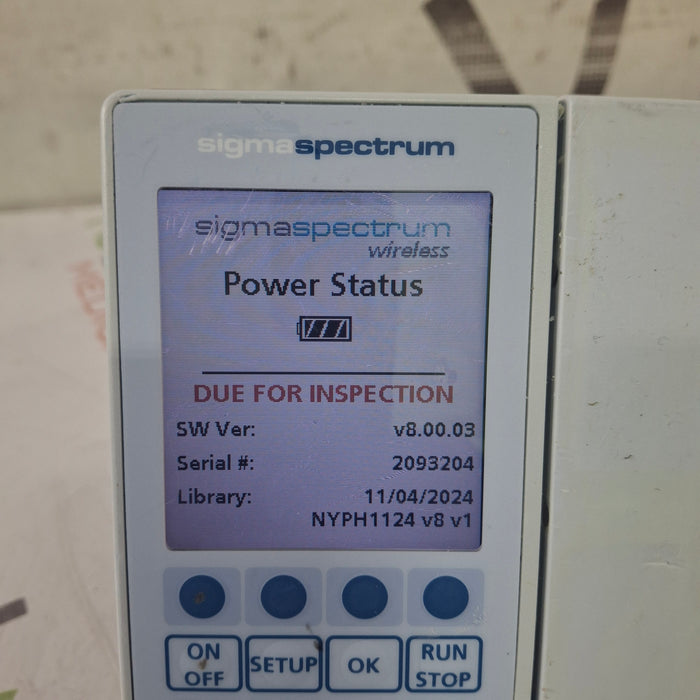 sigmaspectrum
sigmaspectrum
wireless
Power Status
DUE FOR INSPECTION
SW Ver: v8.00.03
Serial #: 2093204
Library: 11/04/2024
NYPH1124 v8 v1
ON OFF
SETUP
OK
RUN STOP